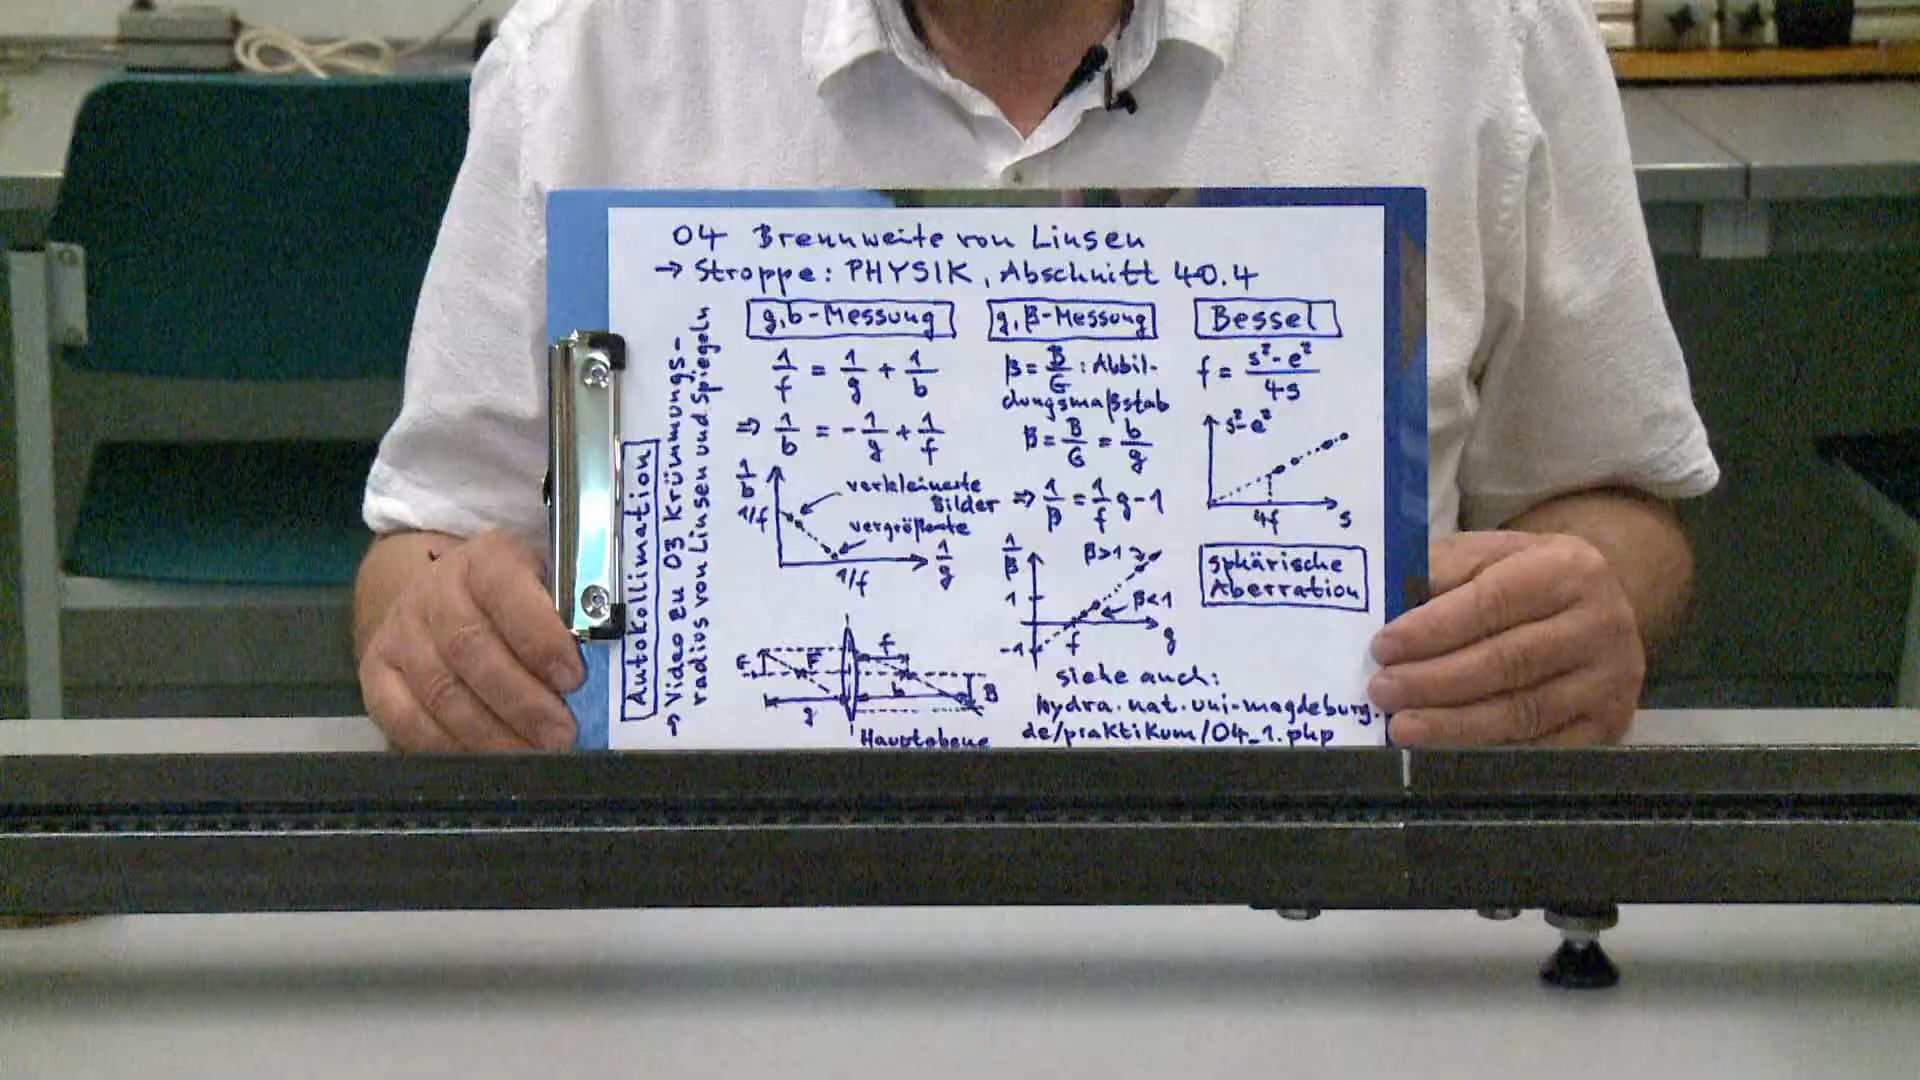 04 Brennweite von Linsen
→ Stroppe: PHYSIK, Abschnitt 40.4
Autokollimation
→ Video zu 03 Krümmungs-
radios von Linsen und Spiegeln
g,b-Messung
1/f = 1/g + 1/b
⇒ 1/b = -1/g + 1/f
1/b
1/f
verkleinerte
Bilder
vergrößerte
1/f
1/g
G
F
f
g
b
B
Hauptebene
g,β-Messung
β = B/G : Abbil-
dungsmaßstab
β = B/G = b/g
⇒ 1/β = 1/f g - 1
1/β
β>1
1
β<1
f
g
-1
Bessel
f = (s²-e²)/4s
s²-e²
4f
s
sphärische
Aberration
siehe auch:
hydra.nat.uni-magdeburg.
de/praktikum/04_1.php